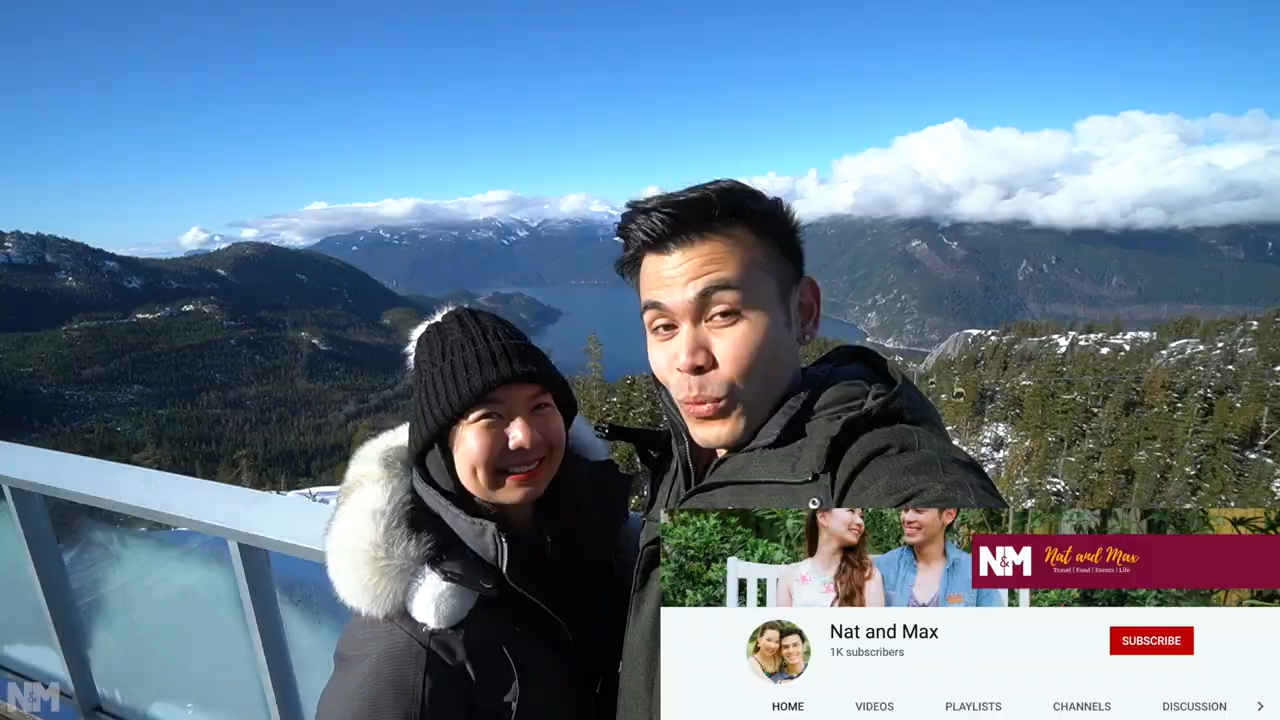 N&M
Nat and Max
Travel | Food | Events | Life
Nat and Max
1K subscribers
SUBSCRIBE
HOME
VIDEOS
PLAYLISTS
CHANNELS
DISCUSSION
N&M